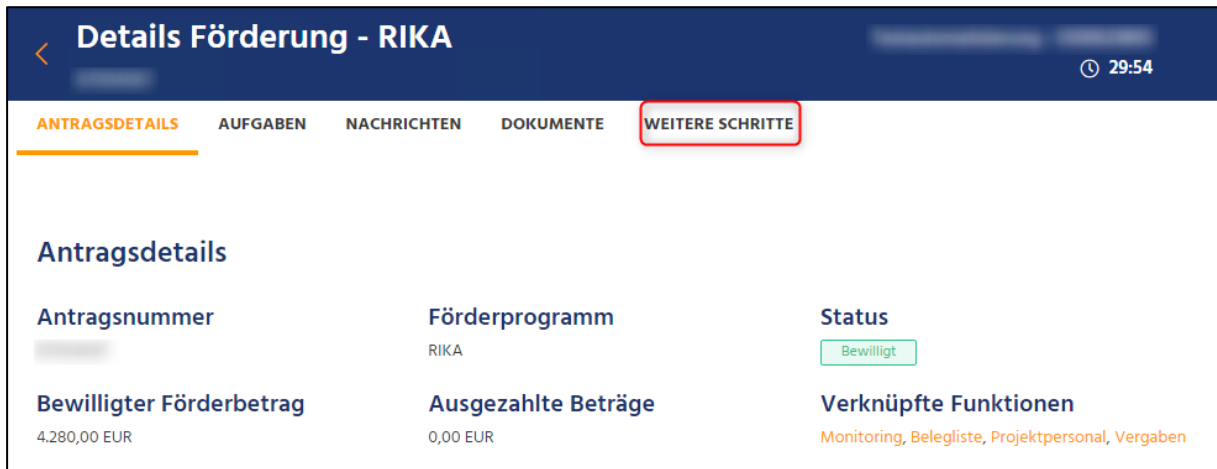 Details Förderung - RIKA
29:54
ANTRAGSDETAILS AUFGABEN NACHRICHTEN DOKUMENTE WEITERE SCHRITTE
Antragsdetails
Antragsnummer Förderprogramm Status
RIKA Bewilligt
Bewilligter Förderbetrag Ausgezahlte Beträge Verknüpfte Funktionen
4.280,00 EUR 0,00 EUR Monitoring, Belegliste, Projektpersonal, Vergaben